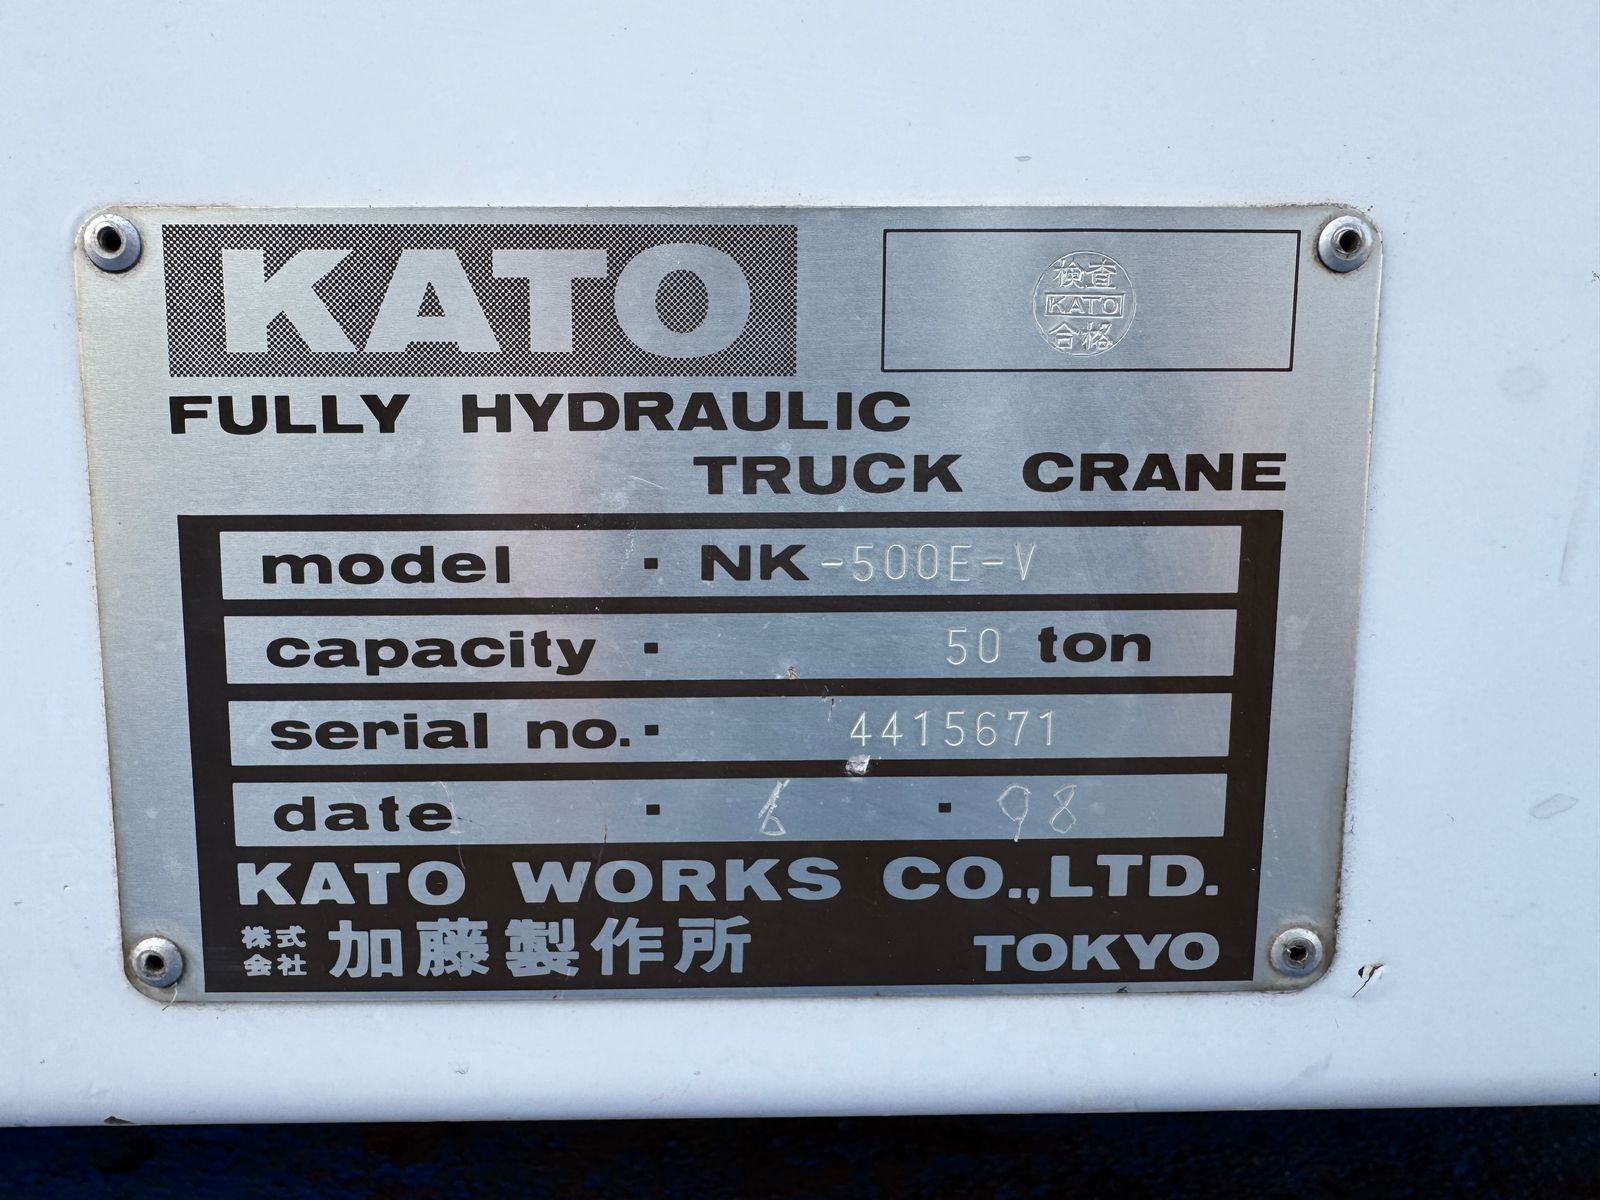 KATO
検査
KATO
合格
FULLY HYDRAULIC
TRUCK CRANE
model · NK-500E-V
capacity · 50 ton
serial no. · 4415671
date · 6 · 98
KATO WORKS CO.,LTD.
株式会社 加藤製作所 TOKYO